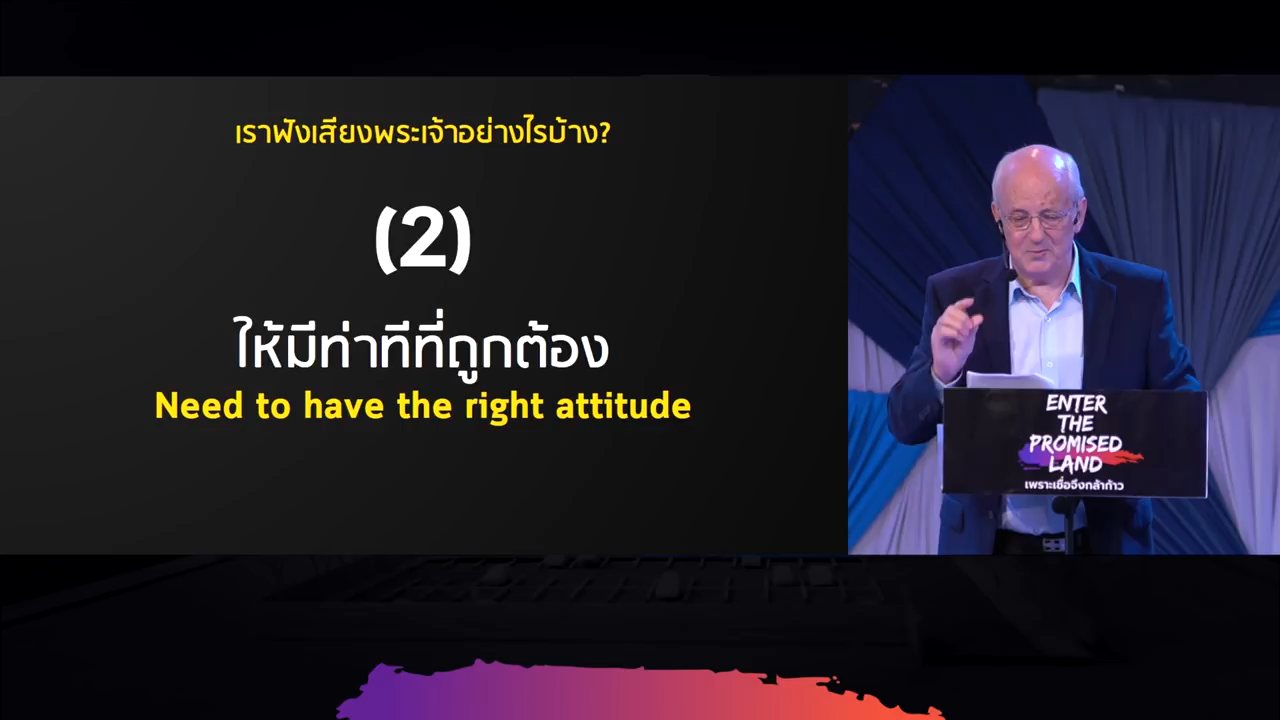 เราฟังเสียงพระเจ้าอย่างไรบ้าง?
(2)
ให้มีท่าทีที่ถูกต้อง
Need to have the right attitude
ENTER
THE
PROMISED
LAND
เพราะเชื่อจึงกล้าก้าว